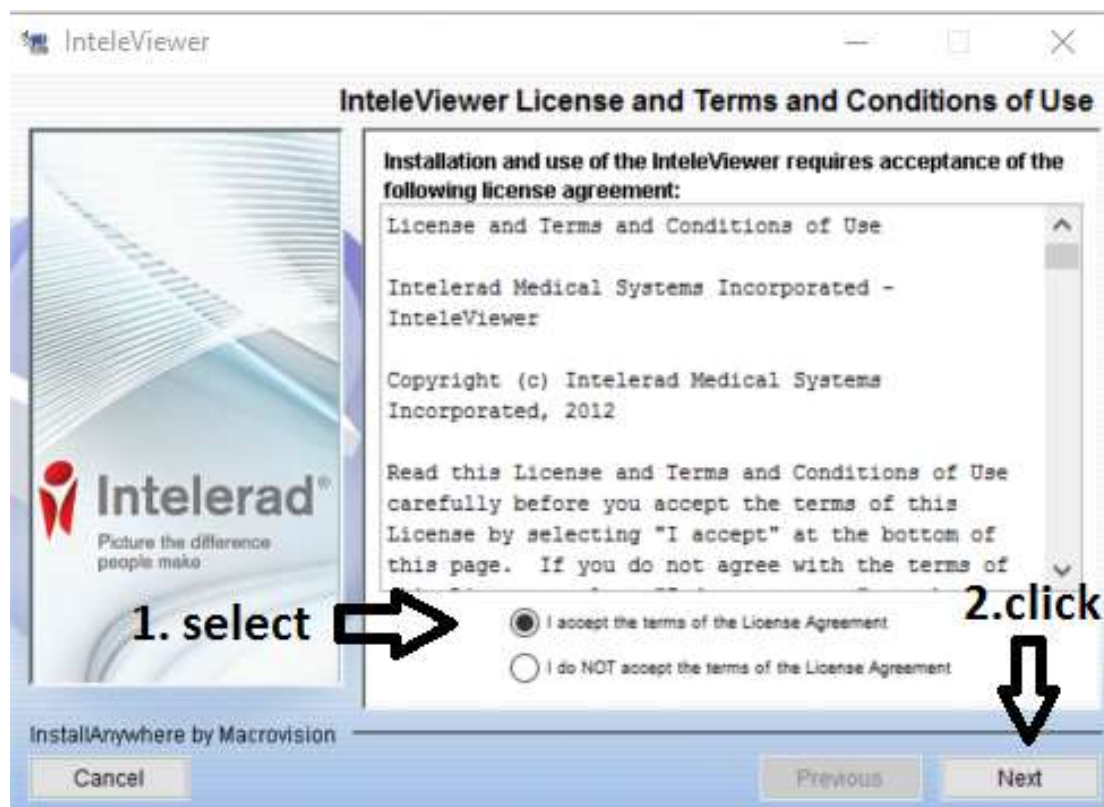 InteleViewer
InteleViewer License and Terms and Conditions of Use
Installation and use of the InteleViewer requires acceptance of the
following license agreement:
License and Terms and Conditions of Use
Intelerad Medical Systems Incorporated -
InteleViewer
Copyright (c) Intelerad Medical Systems
Incorporated, 2012
Read this License and Terms and Conditions of Use
carefully before you accept the terms of this
License by selecting "I accept" at the bottom of
this page.  If you do not agree with the terms of
Intelerad®
Picture the difference
people make
1. select
I accept the terms of the License Agreement
I do NOT accept the terms of the License Agreement
2.click
InstallAnywhere by Macrovision
Cancel
Previous
Next